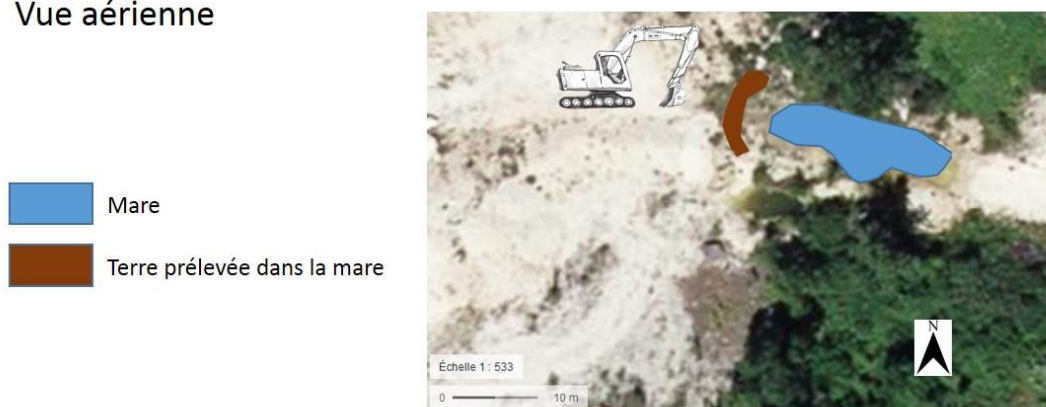 Vue aérienne
Mare
Terre prélevée dans la mare
N
Échelle 1 : 533
0 10 m